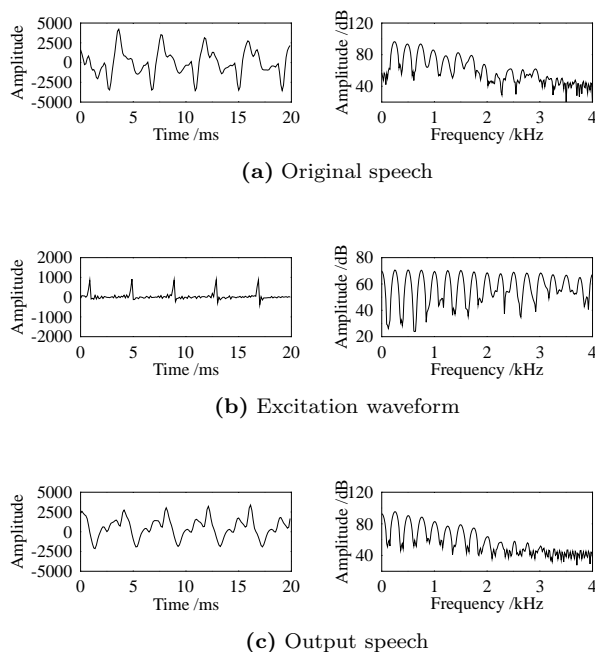 5000
2500
0
-2500
-5000
Amplitude
0 5 10 15 20
Time /ms
120
80
40
Amplitude /dB
0 1 2 3 4
Frequency /kHz
(a) Original speech
2000
1000
0
-1000
-2000
Amplitude
0 5 10 15 20
Time /ms
80
60
40
20
Amplitude /dB
0 1 2 3 4
Frequency /kHz
(b) Excitation waveform
5000
2500
0
-2500
-5000
Amplitude
0 5 10 15 20
Time /ms
120
80
40
Amplitude /dB
0 1 2 3 4
Frequency /kHz
(c) Output speech